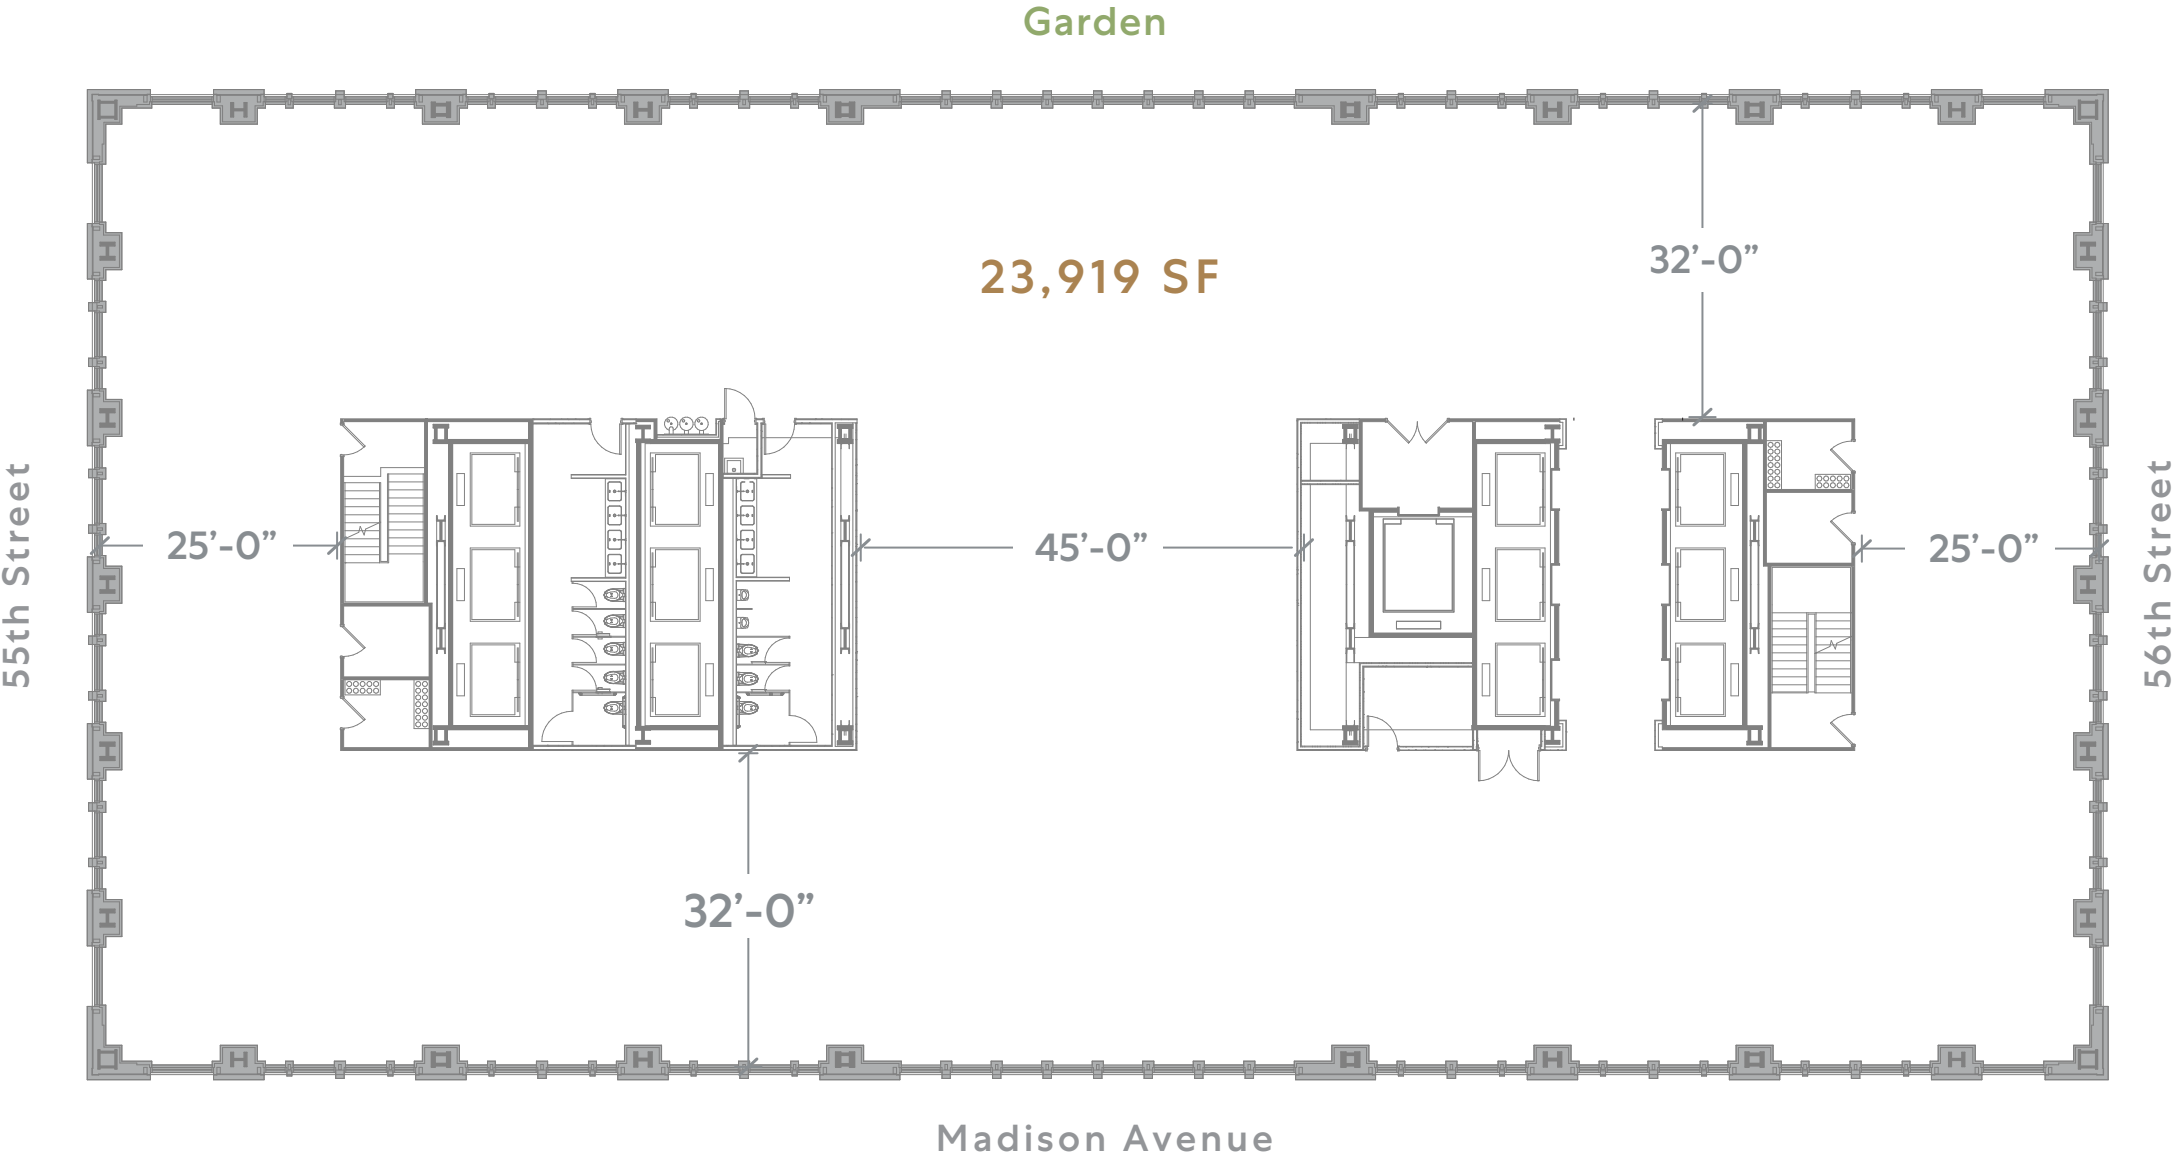 Garden
23,919 SF
32’-0”
55th Street
25’-0”
45’-0”
25’-0”
56th Street
32’-0”
Madison Avenue